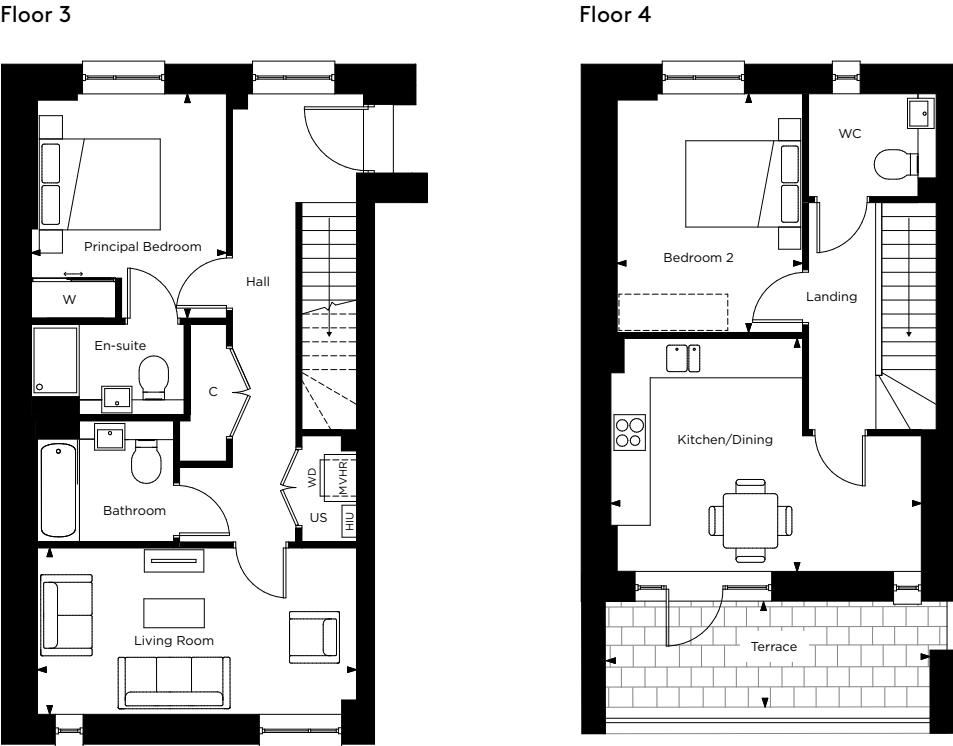 Floor 3
Floor 4
Principal Bedroom
Hall
W
En-suite
C
Bathroom
WD
MVHR
US
HIU
Living Room
WC
Bedroom 2
Landing
Kitchen/Dining
Terrace